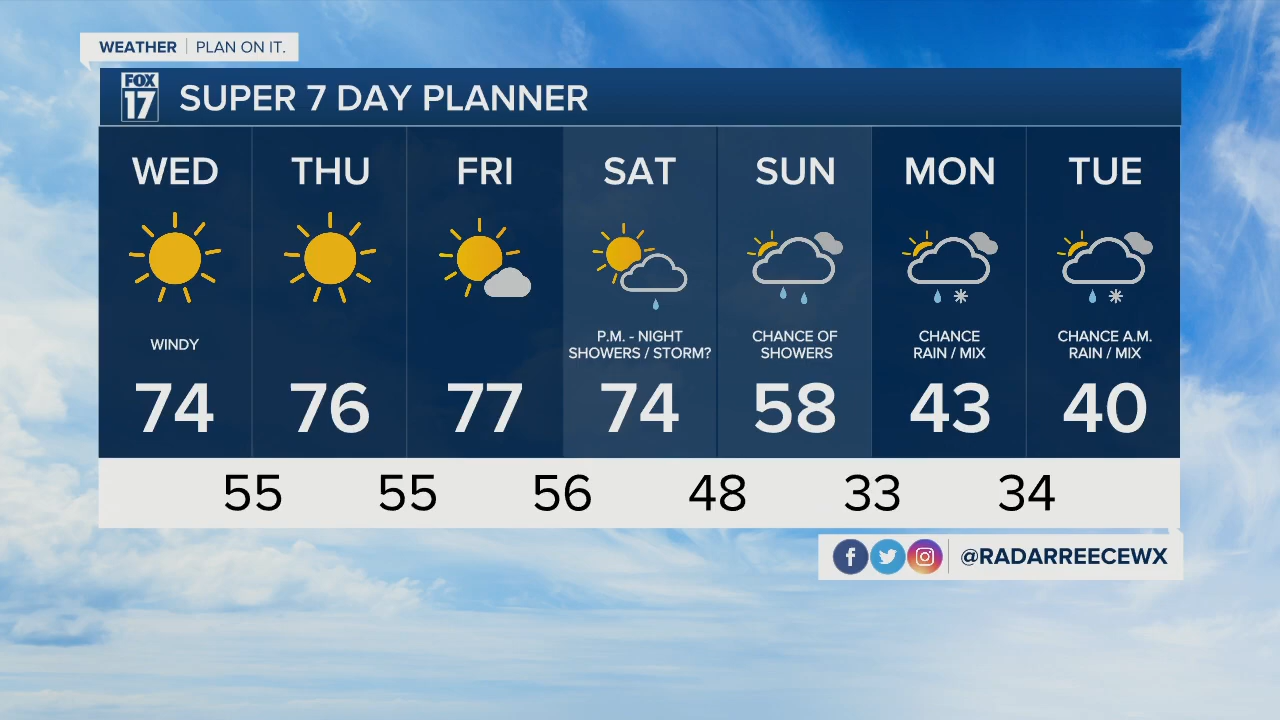 WEATHER | PLAN ON IT.
FOX
17
SUPER 7 DAY PLANNER
WED THU FRI SAT SUN MON TUE
WINDY
P.M. - NIGHT
SHOWERS / STORM?
CHANCE OF
SHOWERS
CHANCE
RAIN / MIX
CHANCE A.M.
RAIN / MIX
74 76 77 74 58 43 40
55 55 56 48 33 34
@RADARREECEWX